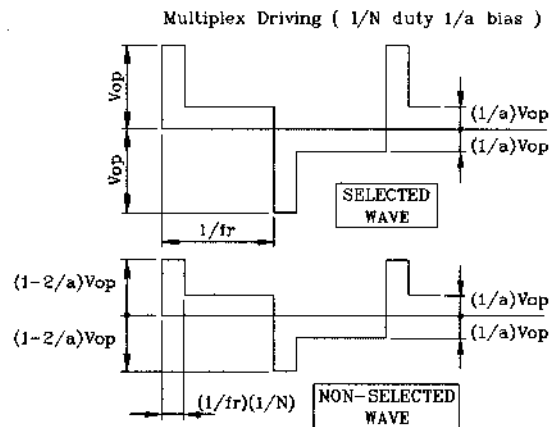 Multiplex Driving ( 1/N duty 1/a bias )
Vop
Vop
(1/a)Vop
(1/a)Vop
SELECTED
WAVE
1/fr
(1-2/a)Vop
(1-2/a)Vop
(1/a)Vop
(1/a)Vop
(1/fr)(1/N)
NON-SELECTED
WAVE